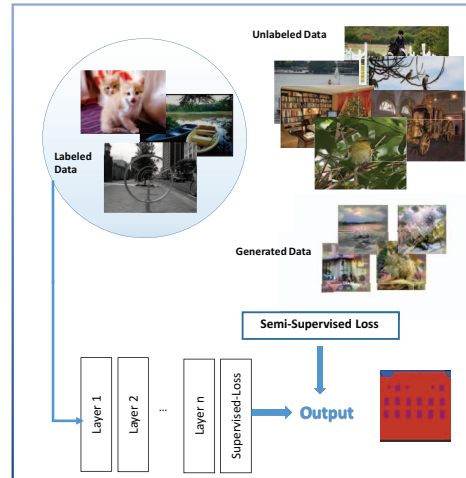 Unlabeled Data
Labeled
Data
Generated Data
Semi-Supervised Loss
Layer 1
Layer 2
...
Layer n
Supervised-Loss
Output